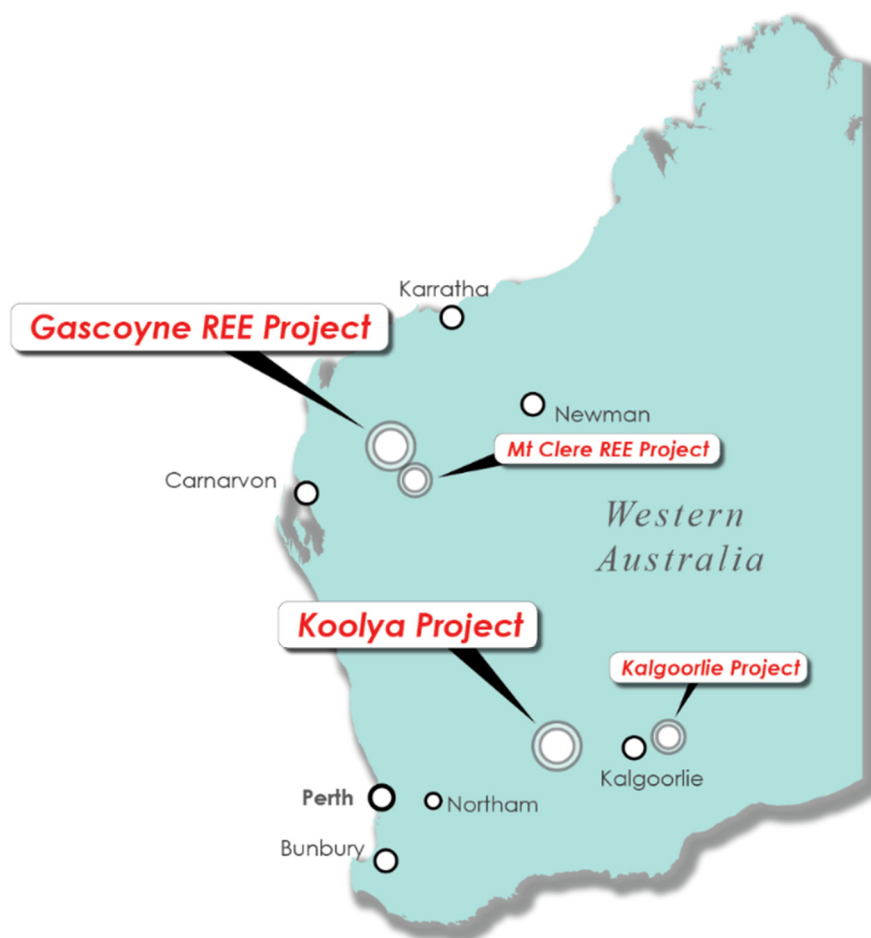 Karratha
Gascoyne REE Project
Newman
Mt Clere REE Project
Carnarvon
Western
Australia
Koolya Project
Kalgoorlie Project
Kalgoorlie
Perth
Northam
Bunbury